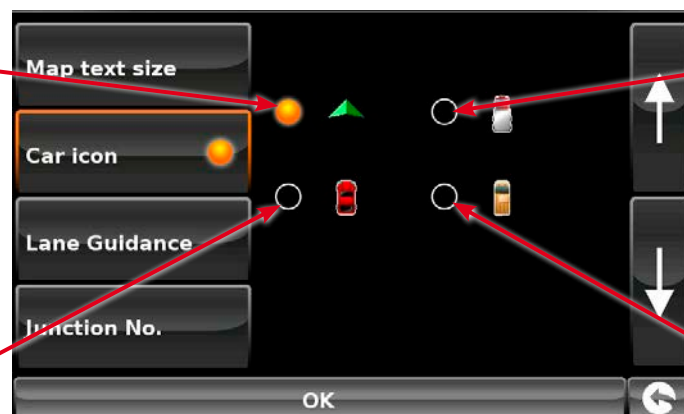 Map text size
Car icon
Lane Guidance
Junction No.
OK